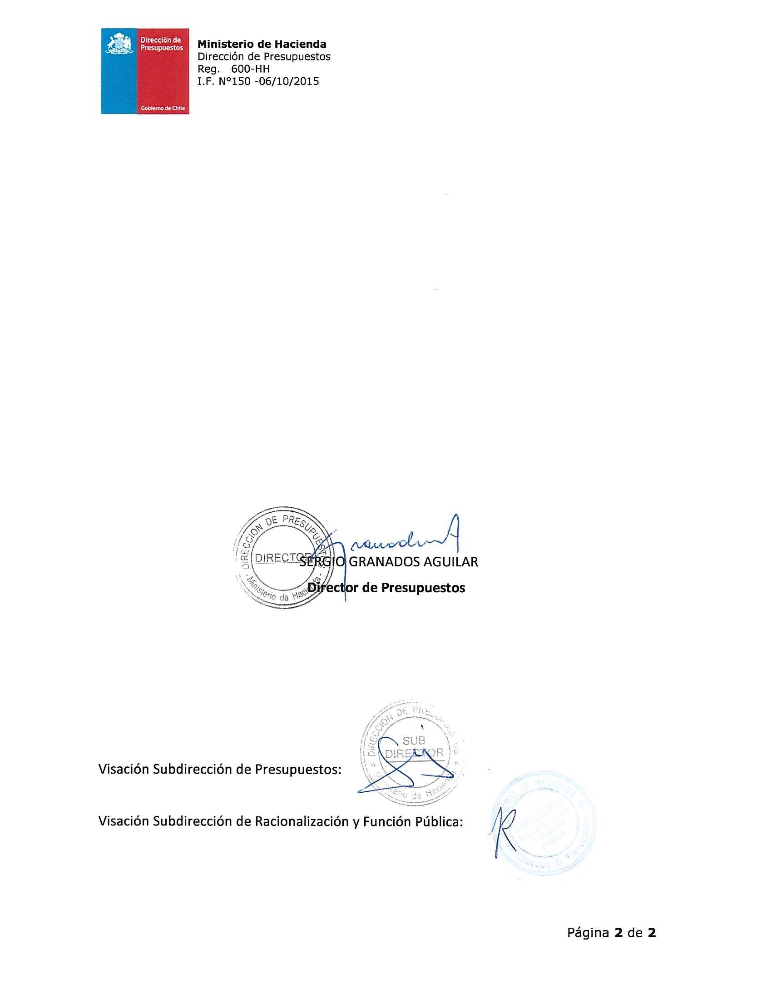 Dirección de
Presupuestos
Gobierno de Chile
Ministerio de Hacienda
Dirección de Presupuestos
Reg. 600-HH
I.F. N°150 -06/10/2015
DIRECCION DE PRESUPUESTOS
DIRECTOR
Ministerio de Hacienda
SERGIO GRANADOS AGUILAR
Director de Presupuestos
DIRECCION DE PRESUPUESTOS
SUB
DIRECTOR
Ministerio de Hacienda
Visación Subdirección de Presupuestos:
DE HACIENDA
Dirección de
Visación Subdirección de Racionalización y Función Pública:
Página 2 de 2